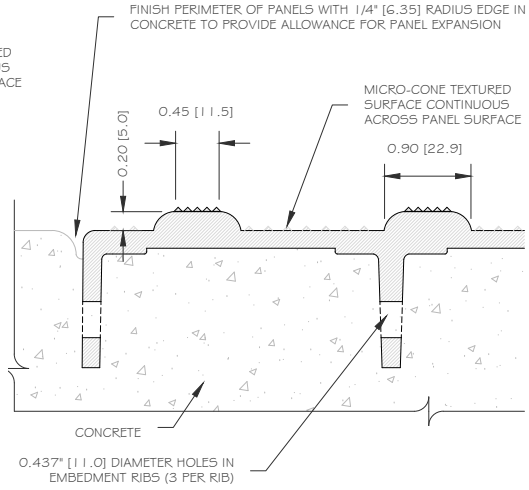 FINISH PERIMETER OF PANELS WITH 1/4" [6.35] RADIUS EDGE IN
CONCRETE TO PROVIDE ALLOWANCE FOR PANEL EXPANSION
MICRO-CONE TEXTURED
SURFACE CONTINUOUS
ACROSS PANEL SURFACE
0.45 [11.5]
0.20 [5.0]
0.90 [22.9]
CONCRETE
0.437" [11.0] DIAMETER HOLES IN
EMBEDMENT RIBS (3 PER RIB)